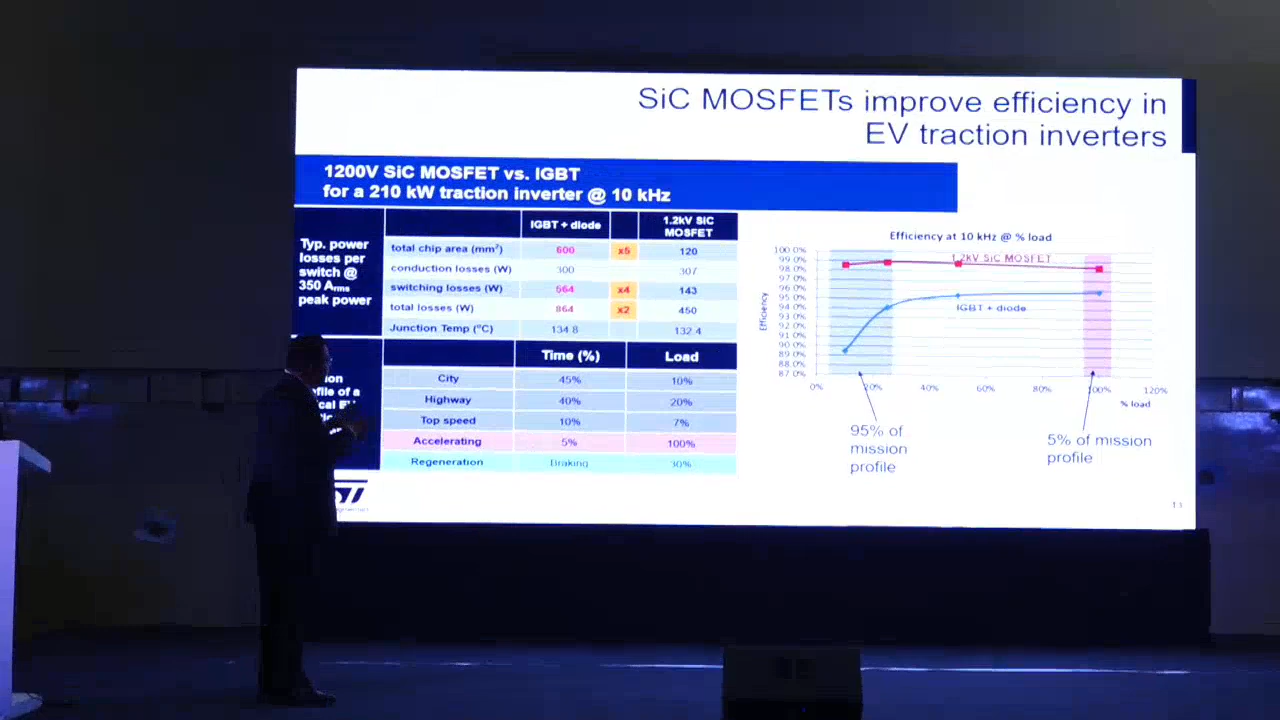 SiC MOSFETs improve efficiency in
EV traction inverters
1200V SiC MOSFET vs. IGBT
for a 210 kW traction inverter @ 10 kHz
Typ. power
losses per
switch @
350 Arms
peak power
IGBT + diode
1.2kV SiC
MOSFET
total chip area (mm²) 600 x5 120
conduction losses (W) 300 307
switching losses (W) 564 x4 143
total losses (W) 864 x2 450
Junction Temp (°C) 134.8 132.4
Time (%) Load
City 45% 10%
Highway 40% 20%
Top speed 10% 7%
Accelerating 5% 100%
Regeneration Braking 30%
Efficiency at 10 kHz @ % load
Efficiency
100.0%
99.0%
98.0%
97.0%
96.0%
95.0%
94.0%
93.0%
92.0%
91.0%
90.0%
89.0%
88.0%
87.0%
1.2kV SiC MOSFET
IGBT + diode
0% 20% 40% 60% 80% 100% 120%
% load
95% of
mission
profile
5% of mission
profile